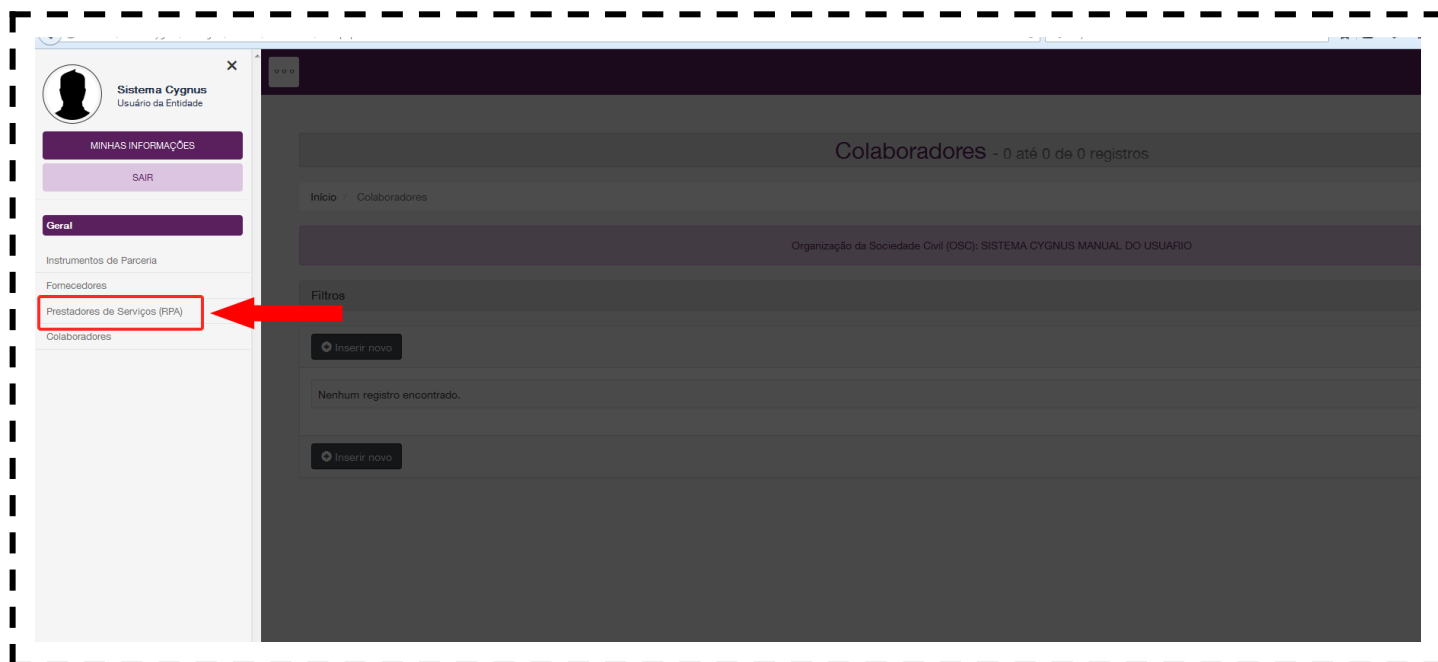 Sistema Cygnus
Usuário da Entidade
MINHAS INFORMAÇÕES
SAIR
Geral
Instrumentos de Parceria
Fornecedores
Prestadores de Serviços (RPA)
Colaboradores
Colaboradores - 0 até 0 de 0 registros
Início / Colaboradores
Organização da Sociedade Civil (OSC): SISTEMA CYGNUS MANUAL DO USUARIO
Filtros
Inserir novo
Nenhum registro encontrado.
Inserir novo